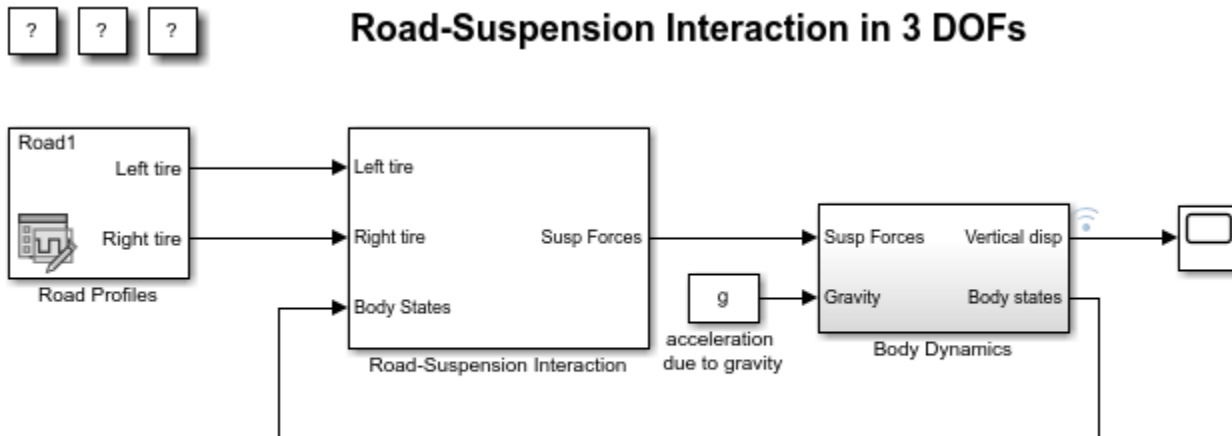 ? ? ?
Road-Suspension Interaction in 3 DOFs
Road1
Left tire
Right tire
Road Profiles
Left tire
Right tire
Susp Forces
Body States
Road-Suspension Interaction
g
acceleration
due to gravity
Susp Forces
Vertical disp
Gravity
Body states
Body Dynamics